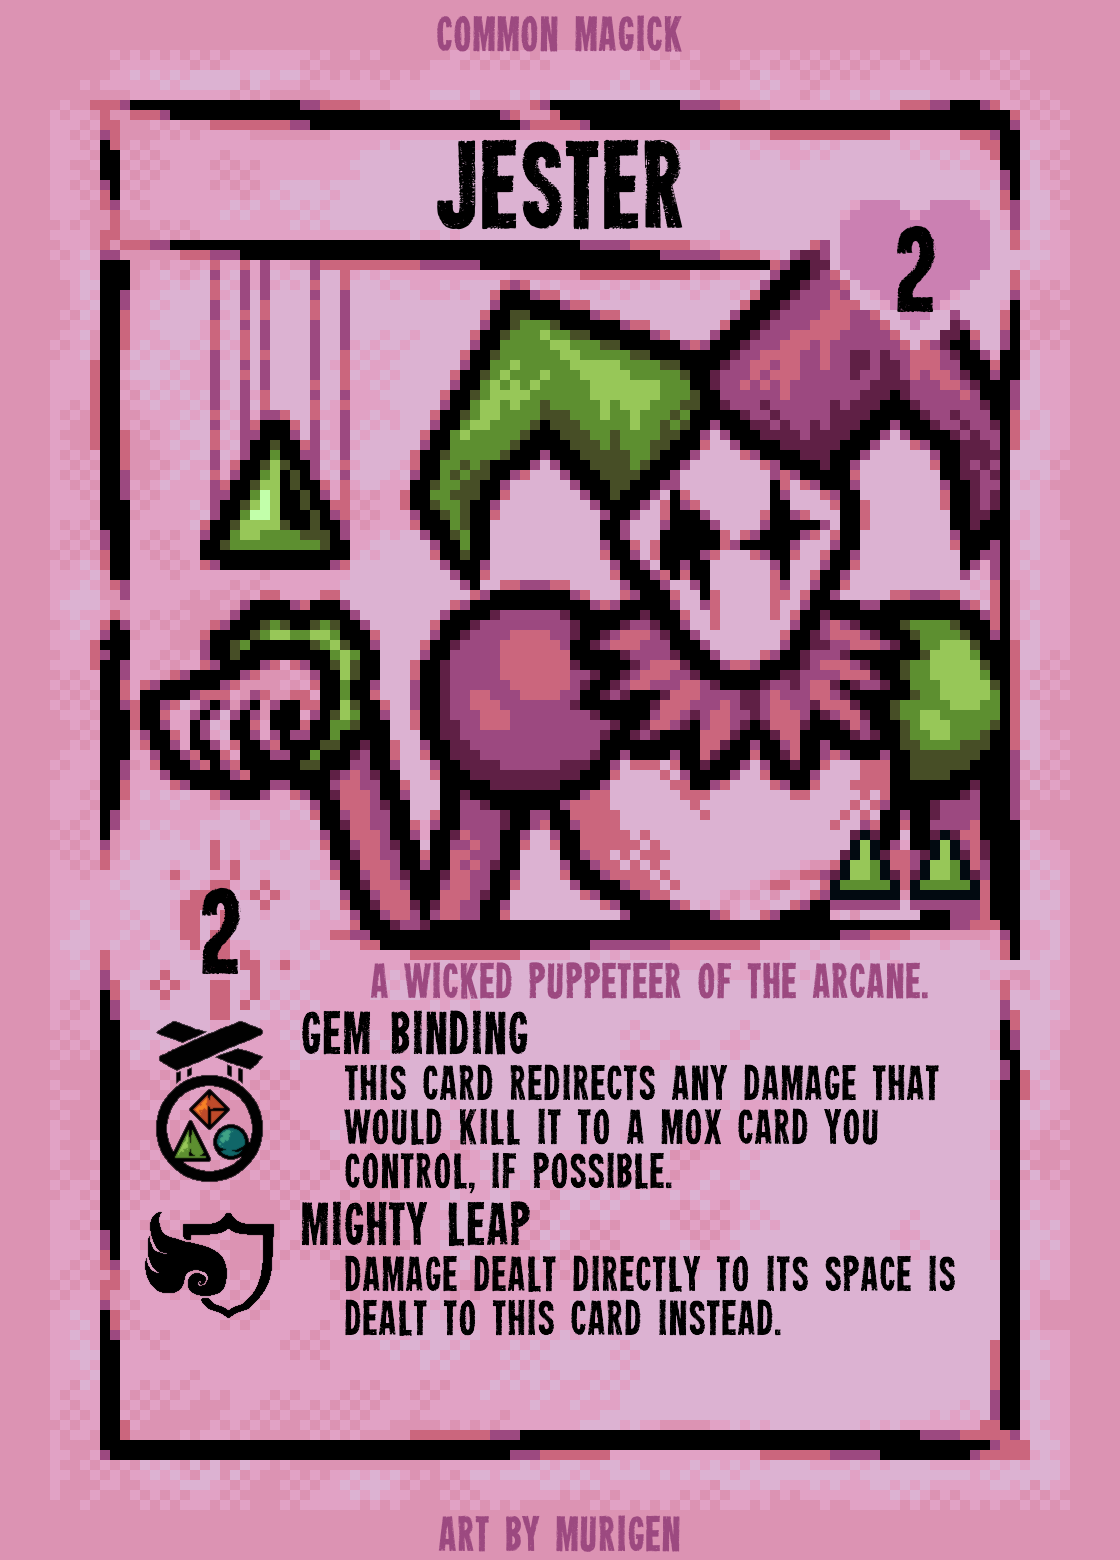 COMMON MAGICK
JESTER
2
2
A WICKED PUPPETEER OF THE ARCANE.
GEM BINDING
THIS CARD REDIRECTS ANY DAMAGE THAT
WOULD KILL IT TO A MOX CARD YOU
CONTROL, IF POSSIBLE.
MIGHTY LEAP
DAMAGE DEALT DIRECTLY TO ITS SPACE IS
DEALT TO THIS CARD INSTEAD.
ART BY MURIGEN